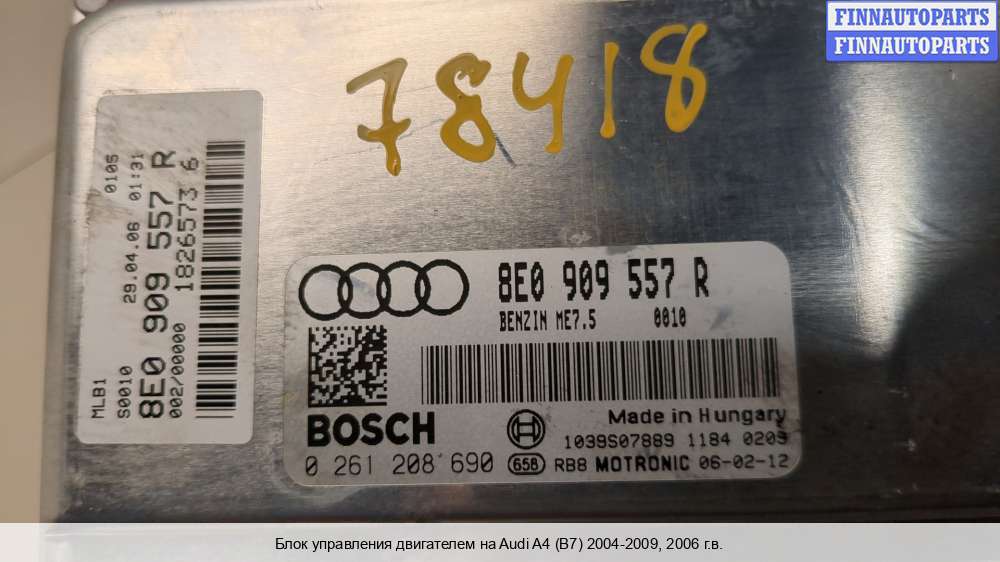 FINNAUTOPARTS
FINNAUTOPARTS
78418
MLB1 0105
S0010 29.04.06 01:31
8E0 909 557 R
002/00000 1826573 6
8E0 909 557 R
BENZIN ME7.5 0010
BOSCH
Made in Hungary
1039S07889 1184 0209
0 261 208 690 658 RB8 MOTRONIC 06-02-12
Блок управления двигателем на Audi A4 (B7) 2004-2009, 2006 г.в.